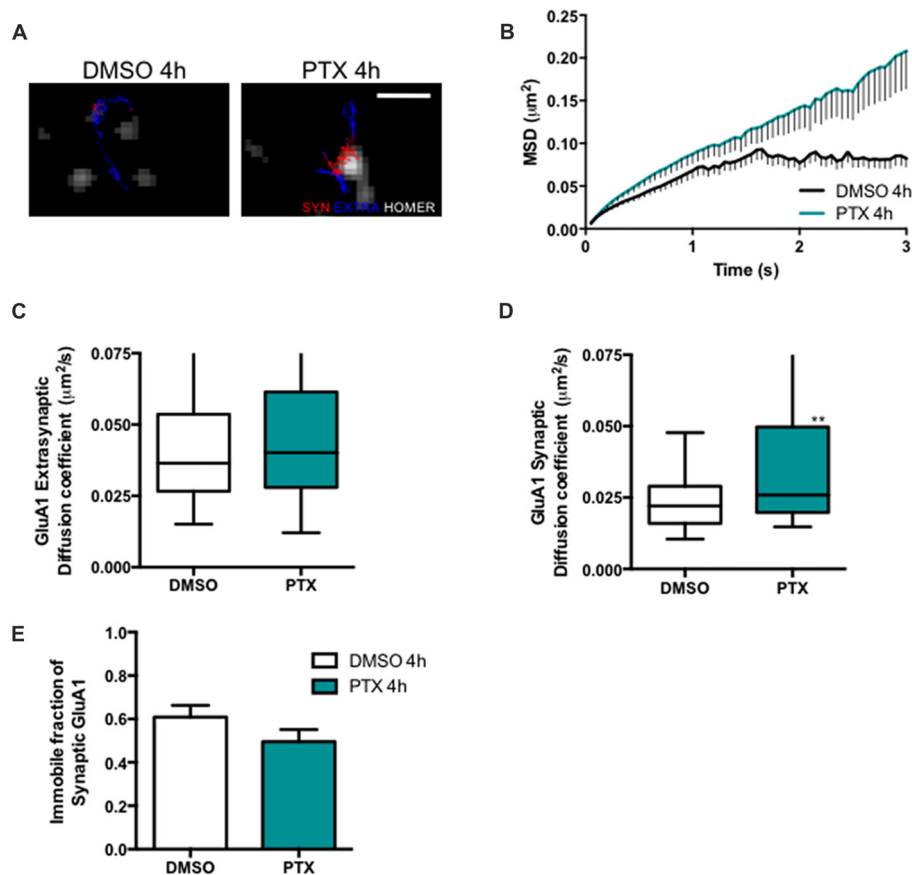 A
DMSO 4h
PTX 4h
SYN EXTRA HOMER
B
MSD (μm²)
0.25
0.20
0.15
0.10
0.05
0.00
0
1
2
3
Time (s)
DMSO 4h
PTX 4h
C
GluA1 Extrasynaptic
Diffusion coefficient (μm²/s)
0.075
0.050
0.025
0.000
DMSO
PTX
D
GluA1 Synaptic
Diffusion coefficient (μm²/s)
0.075
0.050
0.025
0.000
**
DMSO
PTX
E
Immobile fraction of
Synaptic GluA1
1.0
0.8
0.6
0.4
0.2
0.0
DMSO
PTX
DMSO 4h
PTX 4h